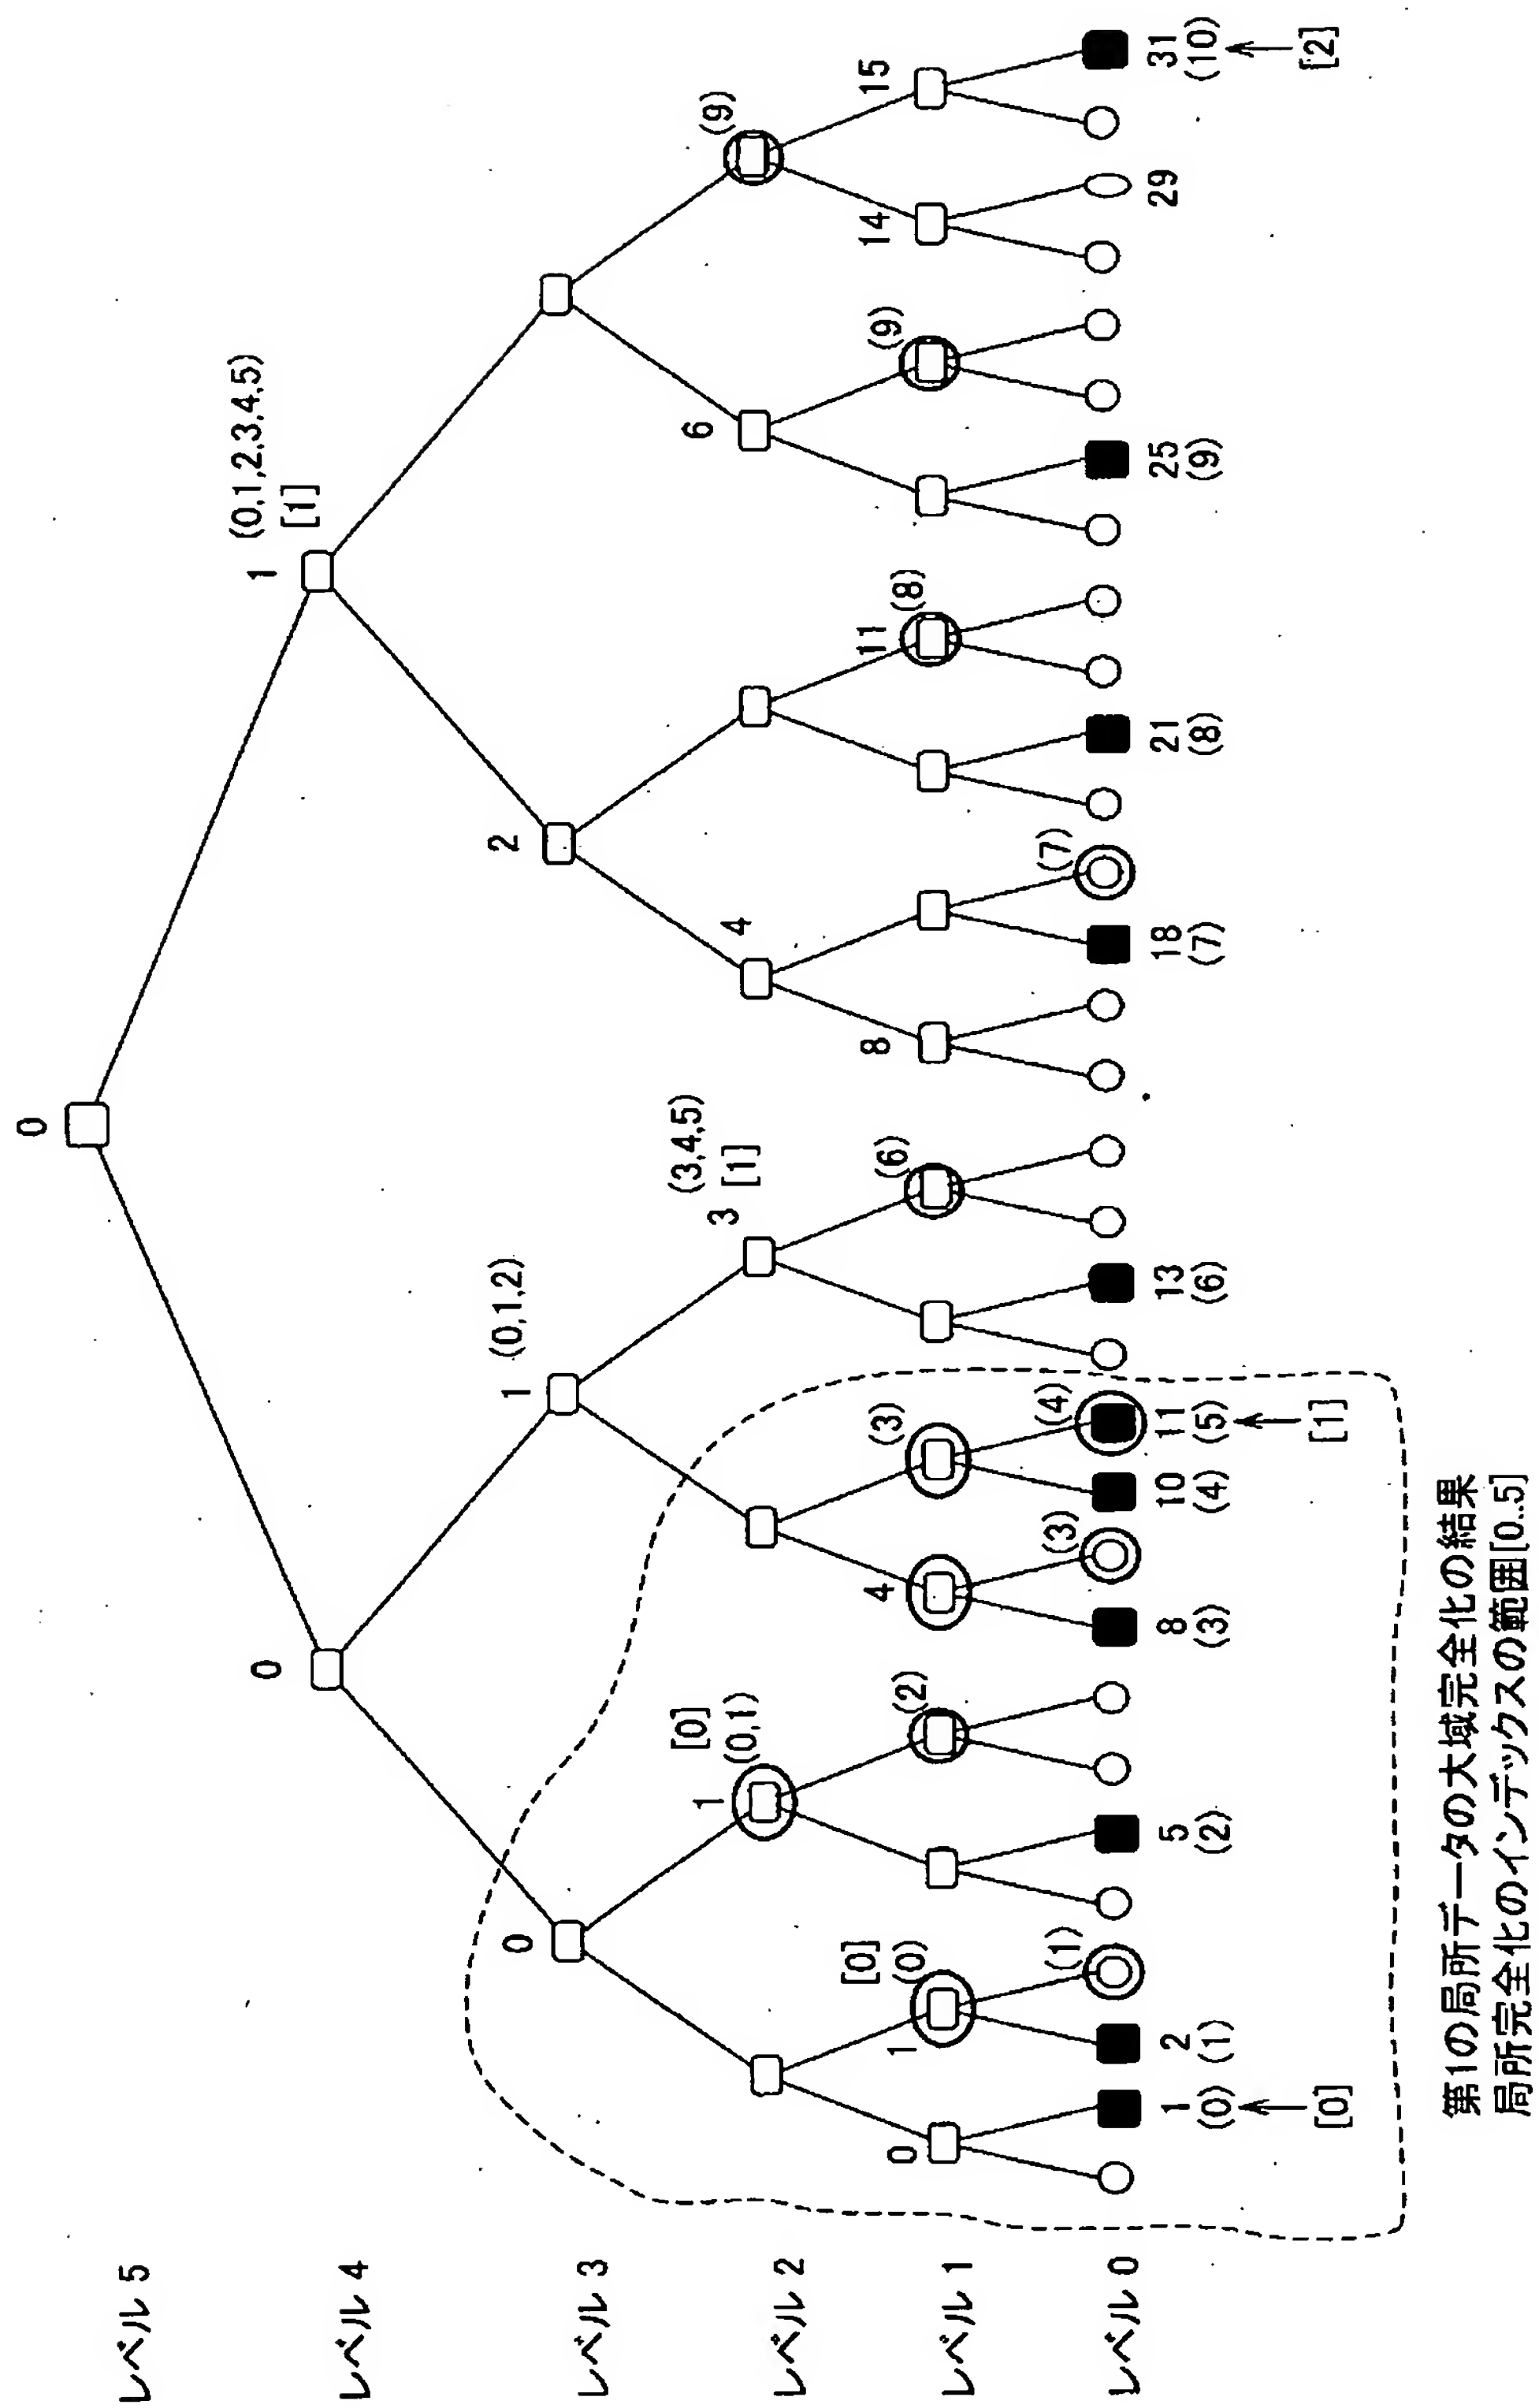 レベル 5
0
レベル 4
0
1 (0,1,2,3,4,5)
[1]
レベル 3
0
1 (0,1,2)
2
レベル 2
1 [0]
(0,1)
3 (3,4,5)
[1]
4
6
(9)
レベル 1
0
1 [0]
(0)
(2)
4
(3)
(6)
8
11 (8)
(9)
14
15
レベル 0
(1)
(3)
(4)
(7)
1 2 5 8 10 11 13 18 21 25 29 31
(0) (1) (2) (3) (4) (5) (6) (7) (8) (9) (10)
[0] [1] [2]
第1の局所データの大域完全化の結果
局所完全化のインデックスの範囲[0..5]